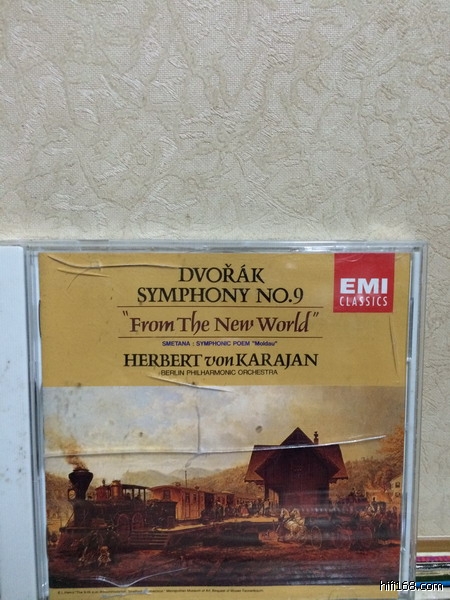 DVOŘÁK
SYMPHONY NO.9
"From The New World"
SMETANA : SYMPHONIC POEM "Moldau"
HERBERT von KARAJAN
BERLIN PHILHARMONIC ORCHESTRA
EMI
CLASSICS
hifi168.com